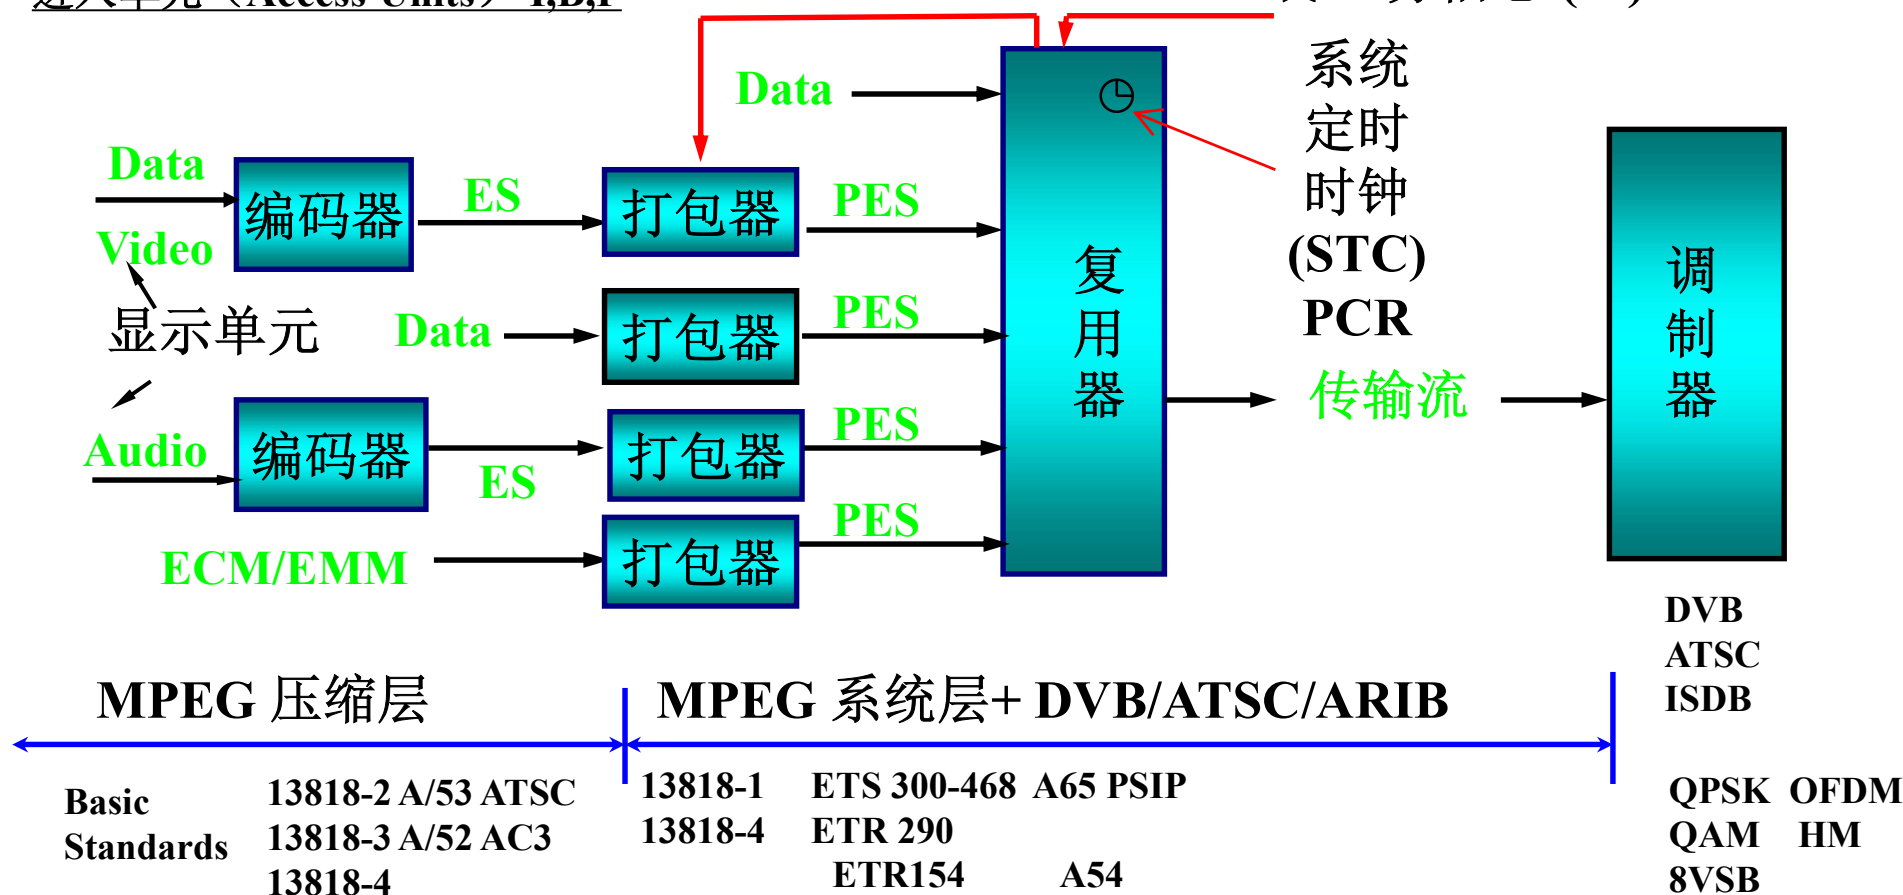 (Access Units) I,B,P
系统
定时
时钟
(STC)
PCR
Data
Data
Video
编码器
ES
打包器
PES
显示单元
Data
打包器
PES
复用器
传输流
调制器
Audio
编码器
ES
打包器
PES
ECM/EMM
打包器
PES
DVB
ATSC
ISDB
MPEG 压缩层
MPEG 系统层+ DVB/ATSC/ARIB
Basic
Standards
13818-2 A/53 ATSC
13818-3 A/52 AC3
13818-4
13818-1 ETS 300-468 A65 PSIP
13818-4 ETR 290
ETR154 A54
QPSK OFDM
QAM HM
8VSB